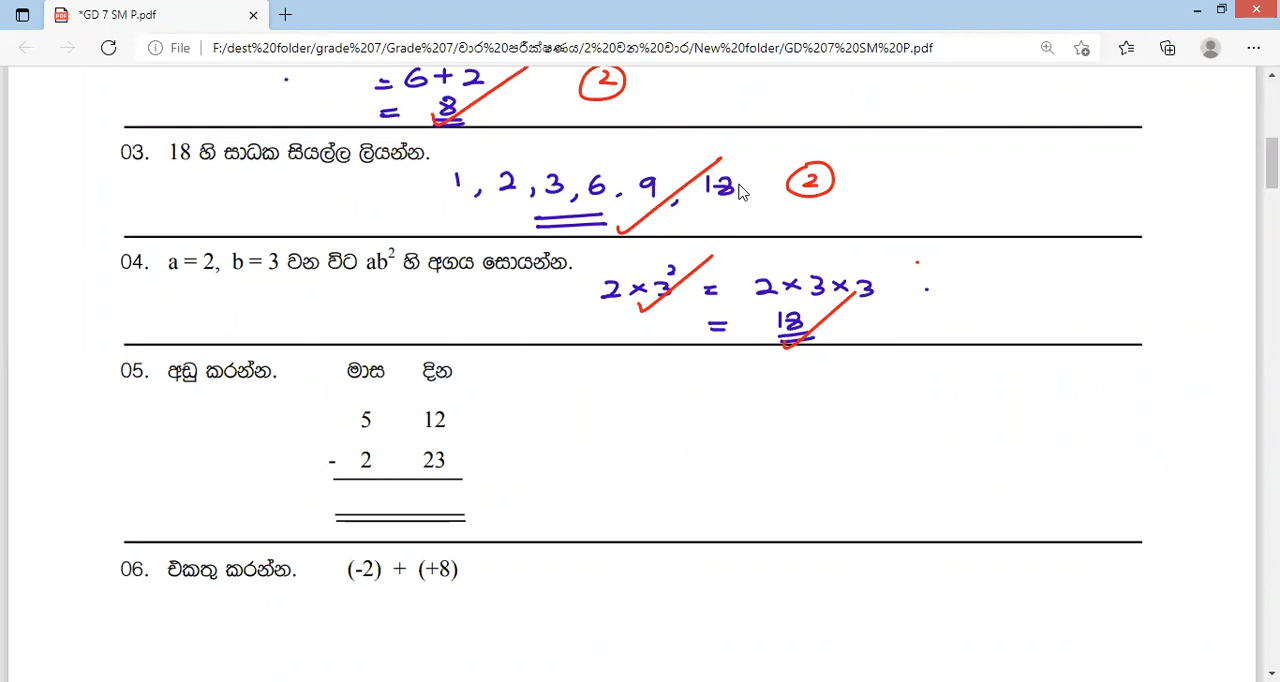 *GD 7 SM P.pdf
File F:/dest%20folder/grade%207/Grade%207/වාර%20පරීක්ෂණය/2%20වන%20වාර/New%20folder/GD%207%20SM%20P.pdf
= 6 + 2 2
= 8
03. 18 හි සාධක සියල්ල ලියන්න.
1 , 2 , 3 , 6 . 9 , 18 2
04. a = 2, b = 3 වන විට ab² හි අගය සොයන්න.
2 × 3² = 2 × 3 × 3
= 18
05. අඩු කරන්න. මාස දින
5 12
- 2 23
06. එකතු කරන්න. (-2) + (+8)